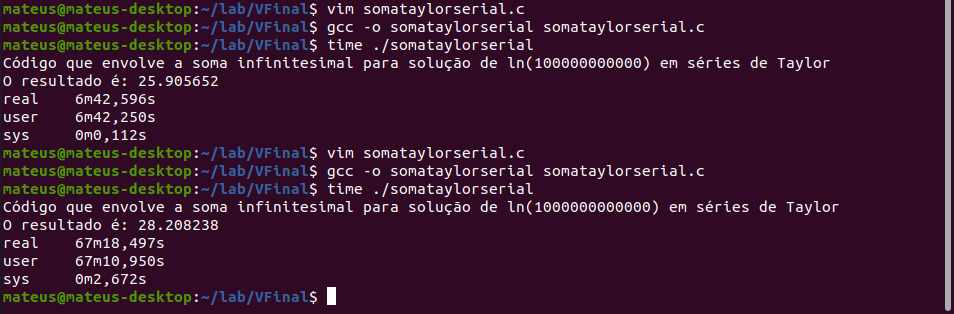 mateus@mateus-desktop:~/lab/VFinal$ vim somataylorserial.c
mateus@mateus-desktop:~/lab/VFinal$ gcc -o somataylorserial somataylorserial.c
mateus@mateus-desktop:~/lab/VFinal$ time ./somataylorserial
Código que envolve a soma infinitesimal para solução de ln(100000000000) em séries de Taylor
O resultado é: 25.905652
real    6m42,596s
user    6m42,250s
sys     0m0,112s
mateus@mateus-desktop:~/lab/VFinal$ vim somataylorserial.c
mateus@mateus-desktop:~/lab/VFinal$ gcc -o somataylorserial somataylorserial.c
mateus@mateus-desktop:~/lab/VFinal$ time ./somataylorserial
Código que envolve a soma infinitesimal para solução de ln(1000000000000) em séries de Taylor
O resultado é: 28.208238
real    67m18,497s
user    67m10,950s
sys     0m2,672s
mateus@mateus-desktop:~/lab/VFinal$